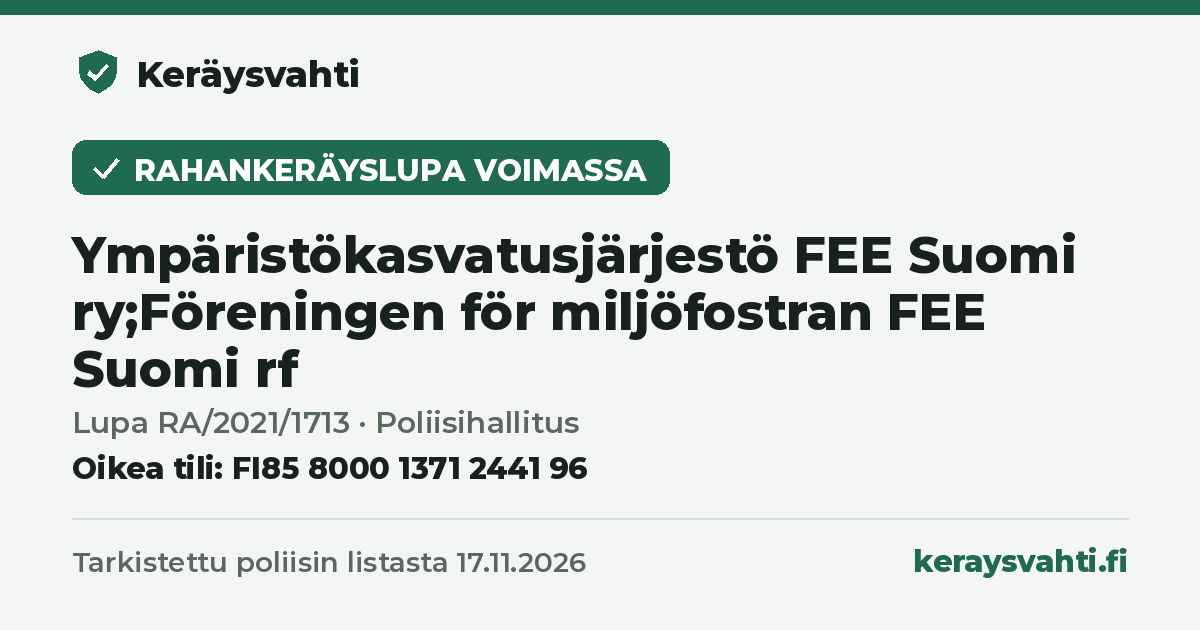 Keräysvahti
RAHANKERÄYSLUPA VOIMASSA
Ympäristökasvatusjärjestö FEE Suomi
ry;Föreningen för miljöfostran FEE
Suomi rf
Lupa RA/2021/1713 · Poliisihallitus
Oikea tili: FI85 8000 1371 2441 96
Tarkistettu poliisin listasta 17.11.2026
keraysvahti.fi